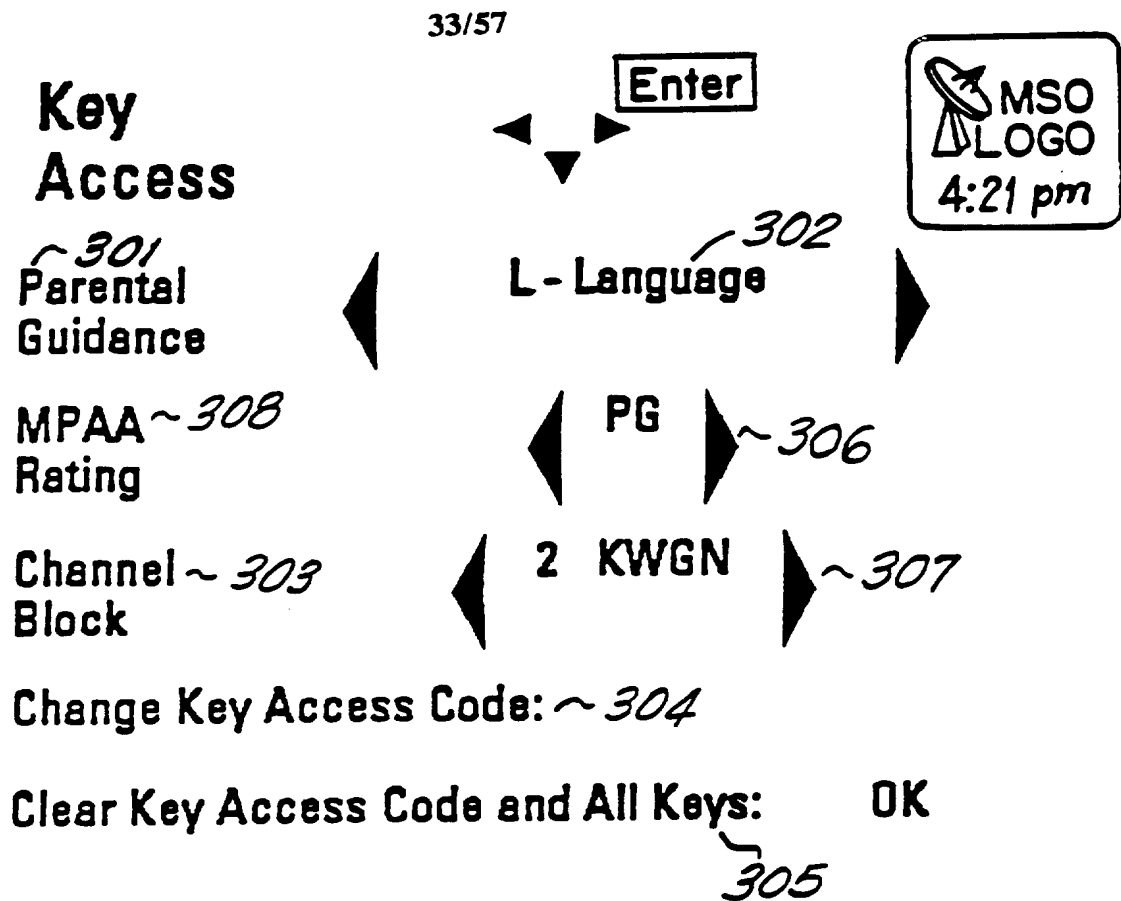 33/57
Key
Access
Enter
MSO
LOGO
4:21 pm
~301
Parental
Guidance
L - Language
302
MPAA ~308
Rating
PG
~306
Channel ~ 303
Block
2 KWGN
~307
Change Key Access Code: ~304
Clear Key Access Code and All Keys: OK
305